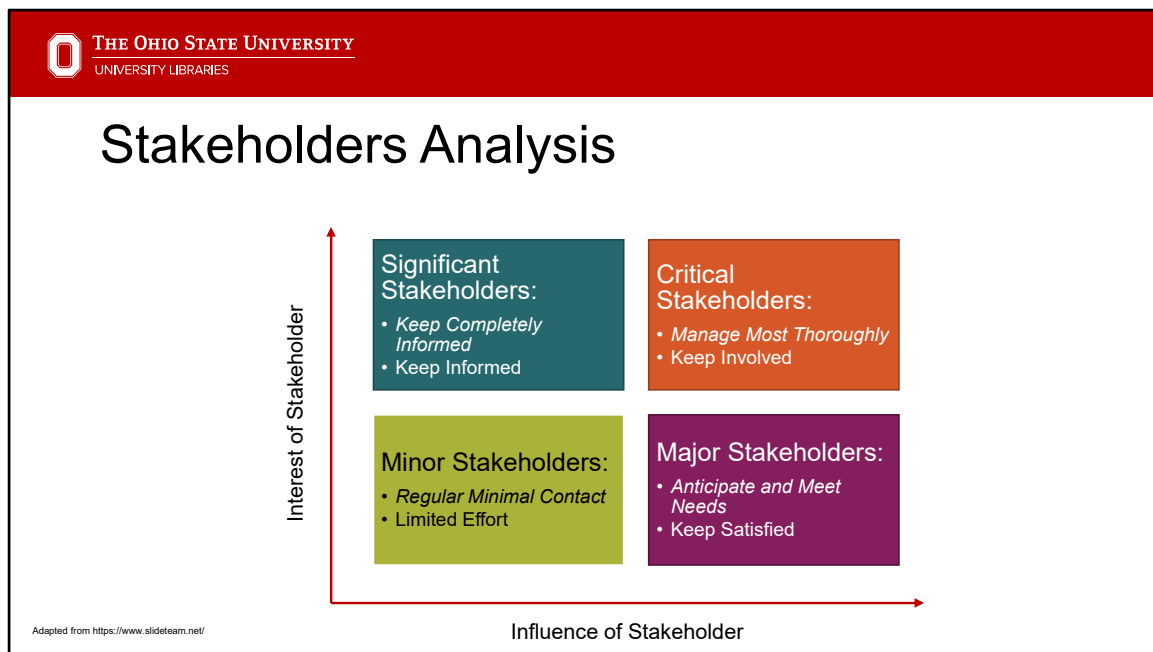 THE OHIO STATE UNIVERSITY
UNIVERSITY LIBRARIES
Stakeholders Analysis
Interest of Stakeholder
Significant
Stakeholders:
• Keep Completely
Informed
• Keep Informed
Critical
Stakeholders:
• Manage Most Thoroughly
• Keep Involved
Minor Stakeholders:
• Regular Minimal Contact
• Limited Effort
Major Stakeholders:
• Anticipate and Meet
Needs
• Keep Satisfied
Influence of Stakeholder
Adapted from https://www.slideteam.net/